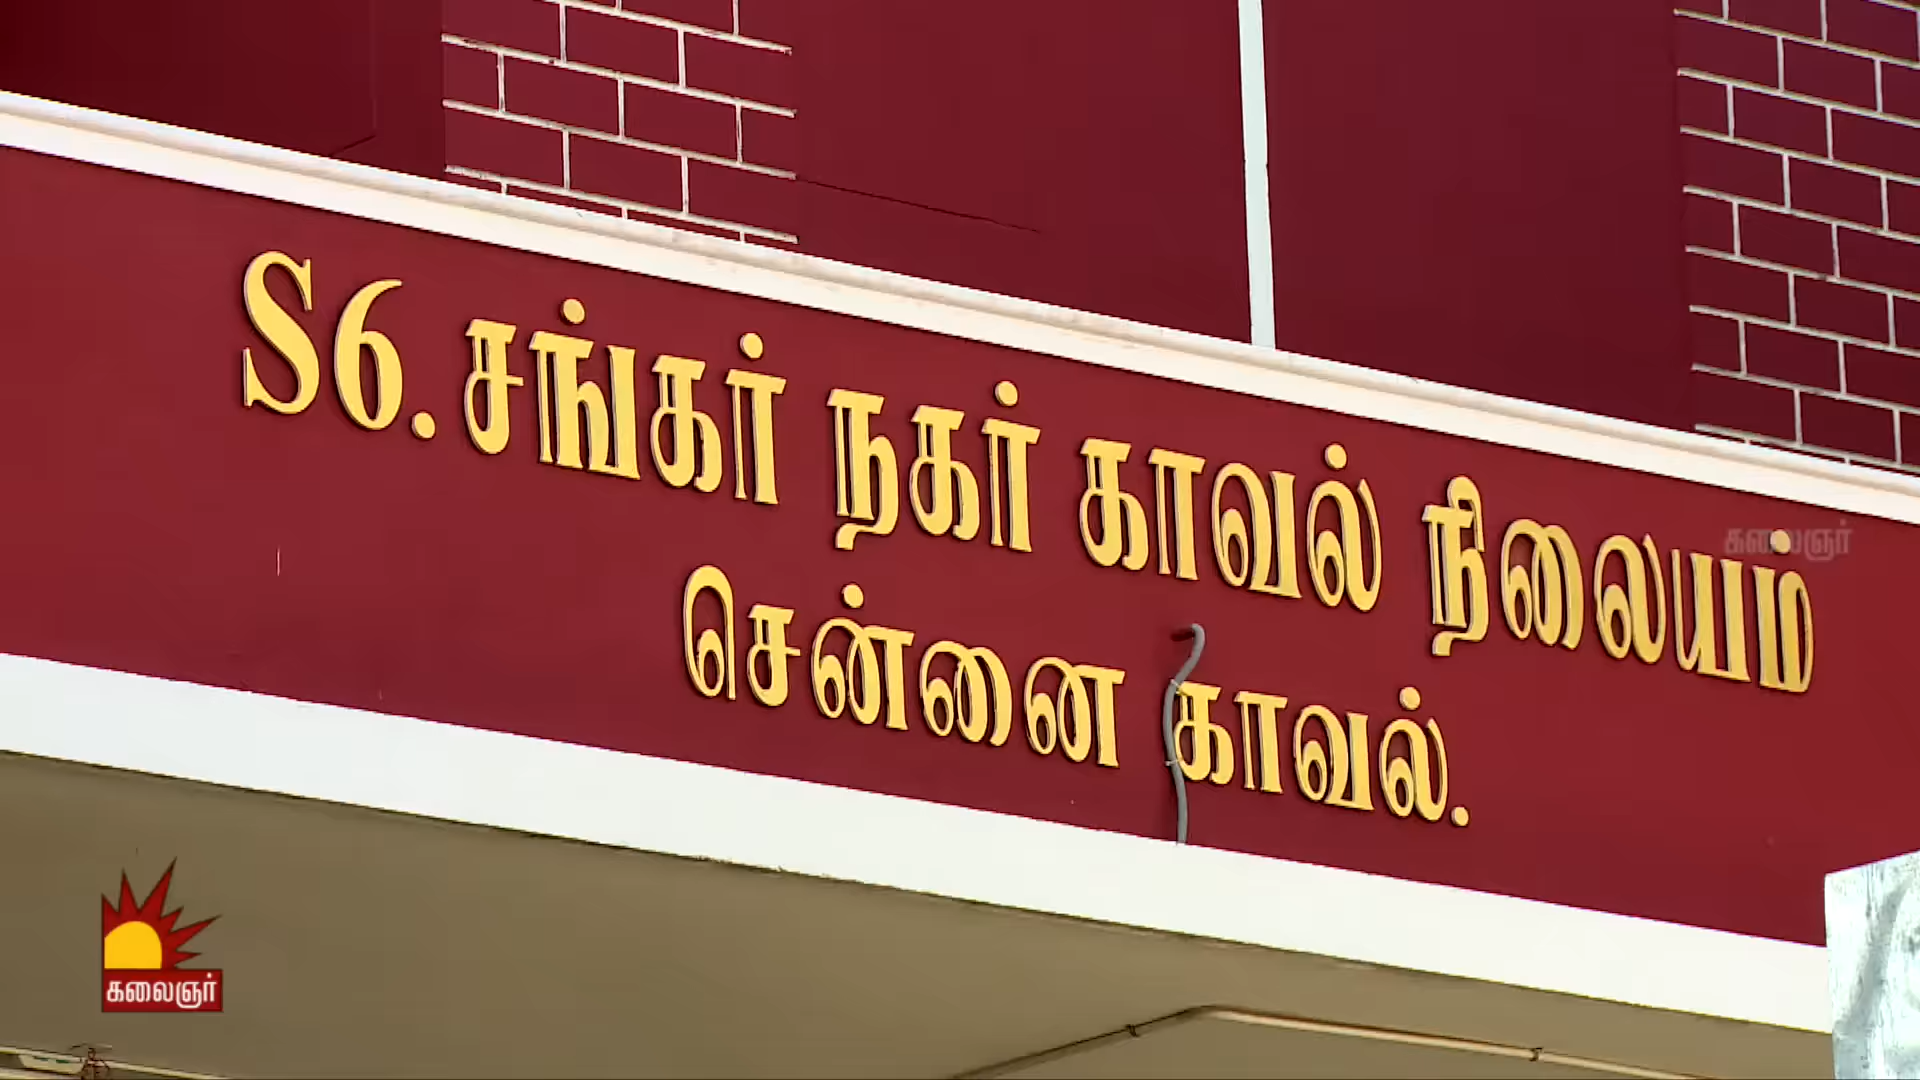 S6. சங்கர் நகர் காவல் நிலையம்
சென்னை காவல்.
கலைஞர்
கலைஞர்